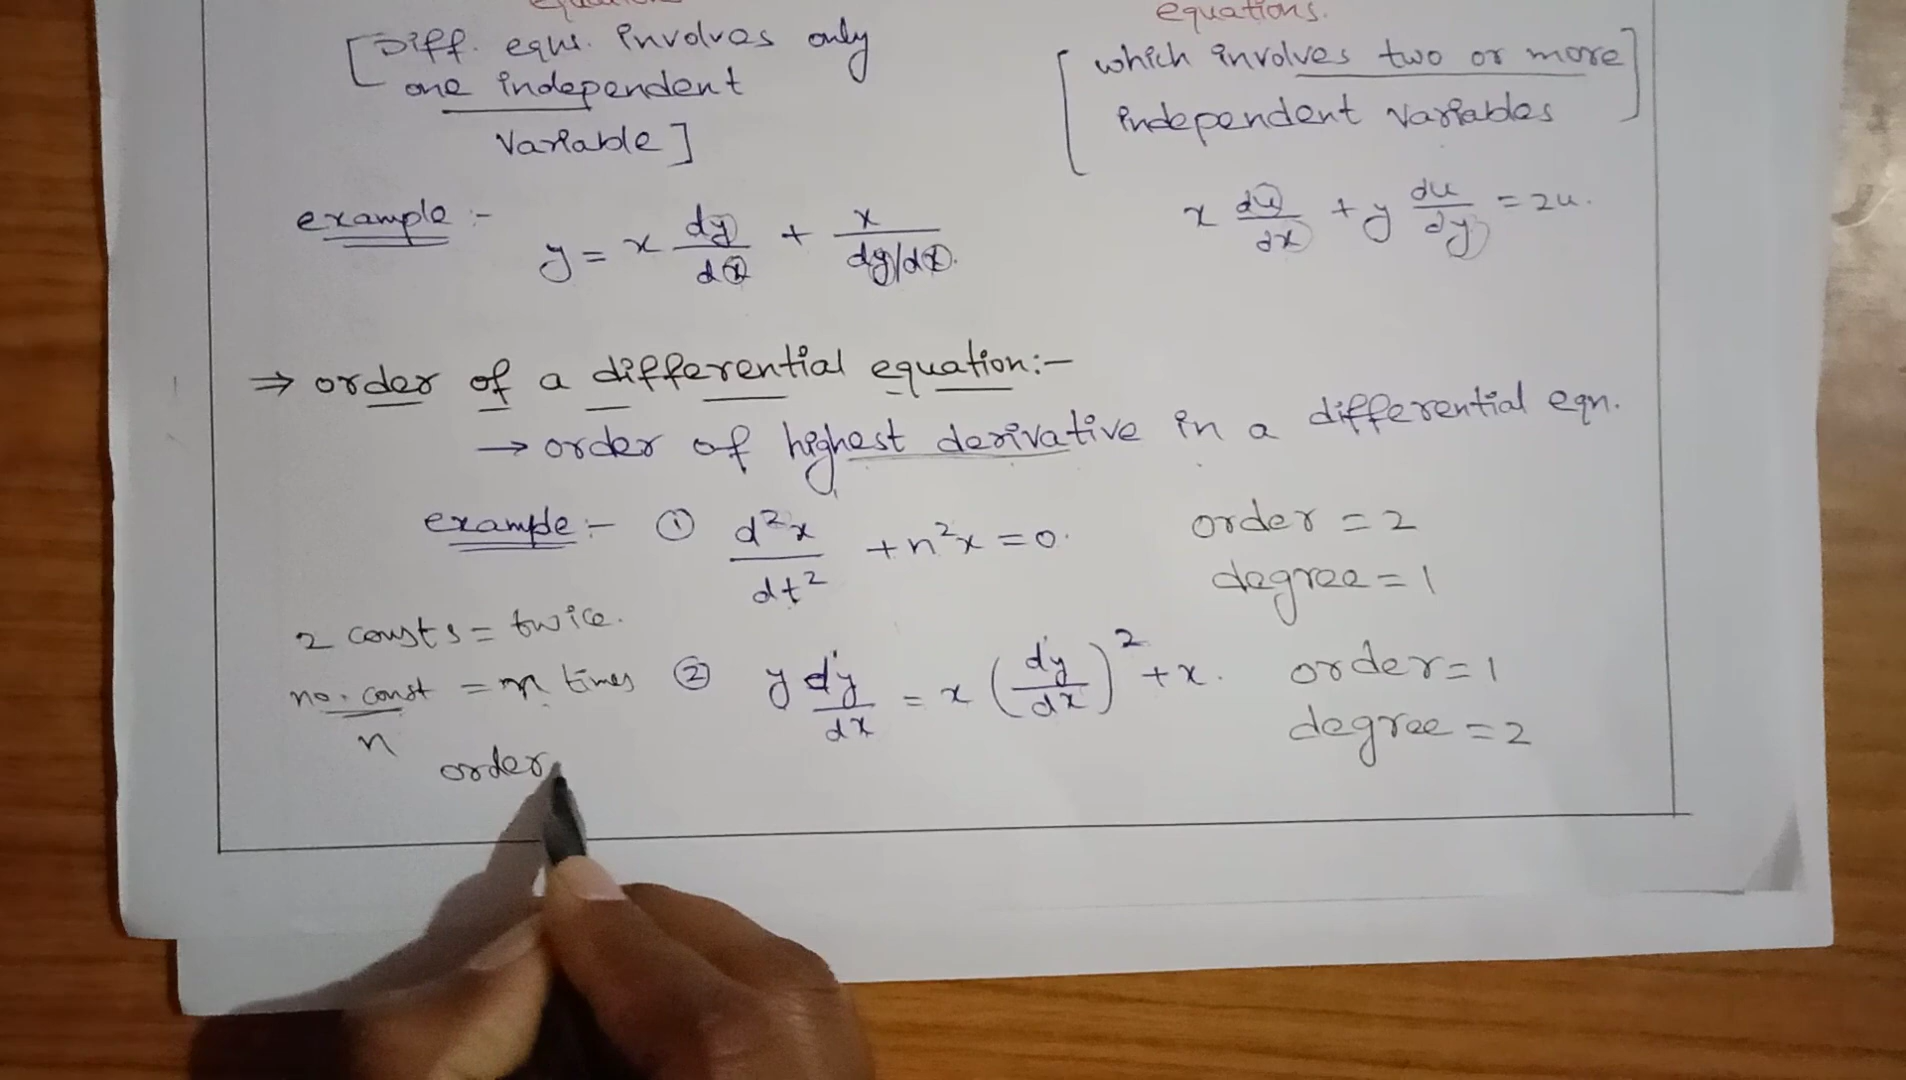 equations.
[Diff. eqns. involves only
one independent
Variable]
[which involves two or more
independent variables]
example :-
y = x dy/dx + x/(dy/dx).
x du/dx + y du/dy = 2u.
⇒ order of a differential equation:-
→ order of highest derivative in a differential eqn.
example:- ① d²x/dt² + n²x = 0.
order = 2
degree = 1
2 consts = twice.
no. const = n times
n
② y dy/dx = x (dy/dx)² + x.
order = 1
degree = 2
order